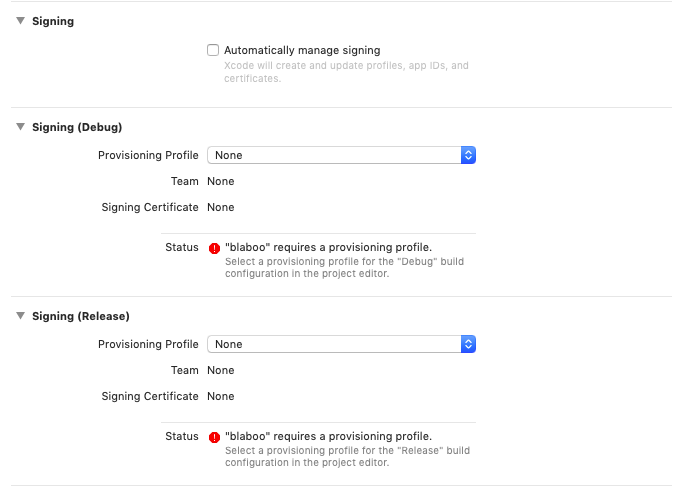 Signing
Automatically manage signing
Xcode will create and update profiles, app IDs, and
certificates.
Signing (Debug)
Provisioning Profile None
Team None
Signing Certificate None
Status "blaboo" requires a provisioning profile.
Select a provisioning profile for the "Debug" build
configuration in the project editor.
Signing (Release)
Provisioning Profile None
Team None
Signing Certificate None
Status "blaboo" requires a provisioning profile.
Select a provisioning profile for the "Release" build
configuration in the project editor.